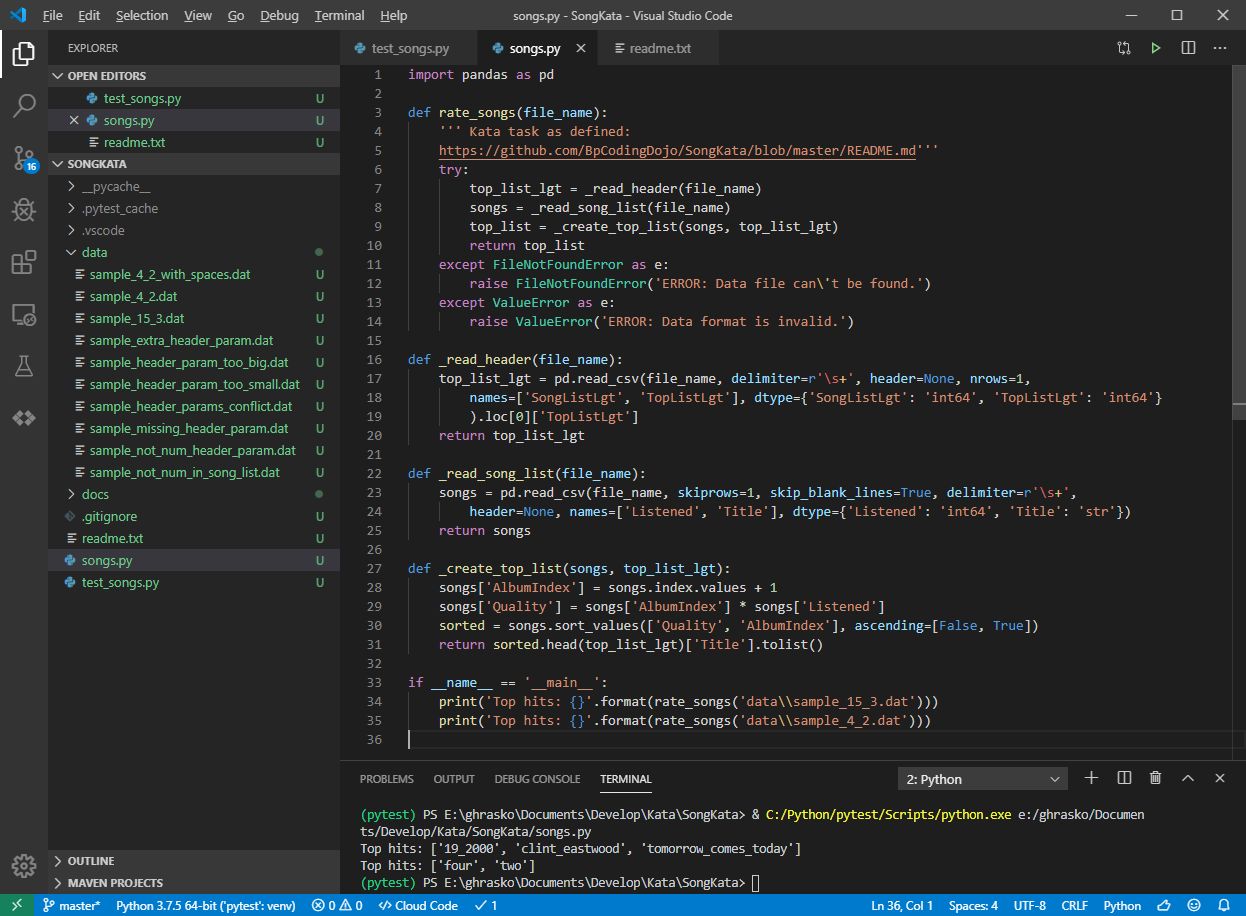 File Edit Selection View Go Debug Terminal Help songs.py - SongKata - Visual Studio Code
EXPLORER
OPEN EDITORS
test_songs.py U
songs.py U
readme.txt U
SONGKATA
__pycache__
.pytest_cache
.vscode
data
sample_4_2_with_spaces.dat U
sample_4_2.dat U
sample_15_3.dat U
sample_extra_header_param.dat U
sample_header_param_too_big.dat U
sample_header_param_too_small.dat U
sample_header_params_conflict.dat U
sample_missing_header_param.dat U
sample_not_num_header_param.dat U
sample_not_num_in_song_list.dat U
docs
.gitignore U
readme.txt U
songs.py U
test_songs.py U
OUTLINE
MAVEN PROJECTS
16
test_songs.py songs.py readme.txt
1 import pandas as pd
2
3 def rate_songs(file_name):
4 ''' Kata task as defined:
5 https://github.com/BpCodingDojo/SongKata/blob/master/README.md'''
6 try:
7 top_list_lgt = _read_header(file_name)
8 songs = _read_song_list(file_name)
9 top_list = _create_top_list(songs, top_list_lgt)
10 return top_list
11 except FileNotFoundError as e:
12 raise FileNotFoundError('ERROR: Data file can\'t be found.')
13 except ValueError as e:
14 raise ValueError('ERROR: Data format is invalid.')
15
16 def _read_header(file_name):
17 top_list_lgt = pd.read_csv(file_name, delimiter=r'\s+', header=None, nrows=1,
18 names=['SongListLgt', 'TopListLgt'], dtype={'SongListLgt': 'int64', 'TopListLgt': 'int64'}
19 ).loc[0]['TopListLgt']
20 return top_list_lgt
21
22 def _read_song_list(file_name):
23 songs = pd.read_csv(file_name, skiprows=1, skip_blank_lines=True, delimiter=r'\s+',
24 header=None, names=['Listened', 'Title'], dtype={'Listened': 'int64', 'Title': 'str'})
25 return songs
26
27 def _create_top_list(songs, top_list_lgt):
28 songs['AlbumIndex'] = songs.index.values + 1
29 songs['Quality'] = songs['AlbumIndex'] * songs['Listened']
30 sorted = songs.sort_values(['Quality', 'AlbumIndex'], ascending=[False, True])
31 return sorted.head(top_list_lgt)['Title'].tolist()
32
33 if __name__ == '__main__':
34 print('Top hits: {}'.format(rate_songs('data\\sample_15_3.dat')))
35 print('Top hits: {}'.format(rate_songs('data\\sample_4_2.dat')))
36
PROBLEMS OUTPUT DEBUG CONSOLE TERMINAL 2: Python
(pytest) PS E:\ghrasko\Documents\Develop\Kata\SongKata> & C:/Python/pytest/Scripts/python.exe e:/ghrasko/Documen
ts/Develop/Kata/SongKata/songs.py
Top hits: ['19_2000', 'clint_eastwood', 'tomorrow_comes_today']
Top hits: ['four', 'two']
(pytest) PS E:\ghrasko\Documents\Develop\Kata\SongKata>
master* Python 3.7.5 64-bit ('pytest': venv) 0 0 Cloud Code 1 Ln 36, Col 1 Spaces: 4 UTF-8 CRLF Python